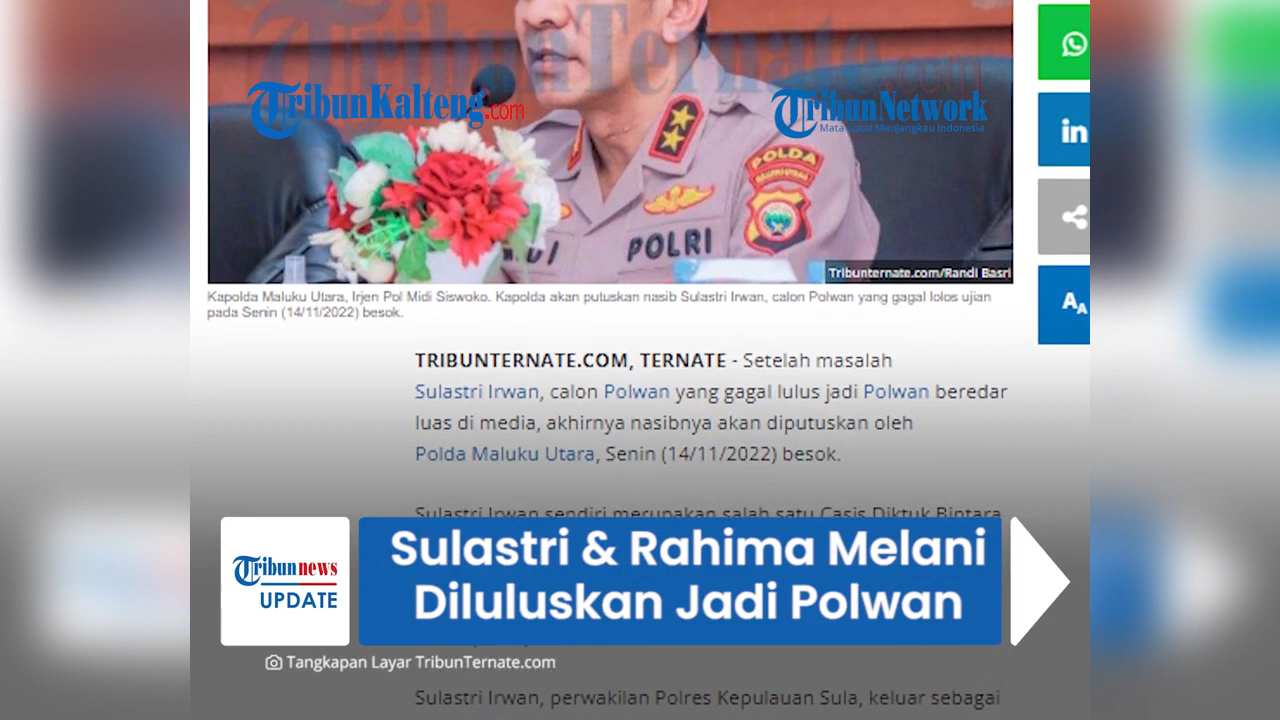 TribunTernate.com
TribunKalteng.com
TribunNetwork
Mata Lokal Menjangkau Indonesia
POLDA
MALUKU UTARA
POLRI
Tribunternate.com/Randi Basri
Kapolda Maluku Utara, Irjen Pol Midi Siswoko. Kapolda akan putuskan nasib Sulastri Irwan, calon Polwan yang gagal lolos ujian
pada Senin (14/11/2022) besok.
in
AA
TRIBUNTERNATE.COM, TERNATE - Setelah masalah
Sulastri Irwan, calon Polwan yang gagal lulus jadi Polwan beredar
luas di media, akhirnya nasibnya akan diputuskan oleh
Polda Maluku Utara, Senin (14/11/2022) besok.
Sulastri Irwan sendiri merupakan salah satu Casis Diktuk Bintara
Tribunnews
UPDATE
Sulastri & Rahima Melani
Diluluskan Jadi Polwan
Tangkapan Layar TribunTernate.com
Sulastri Irwan, perwakilan Polres Kepulauan Sula, keluar sebagai